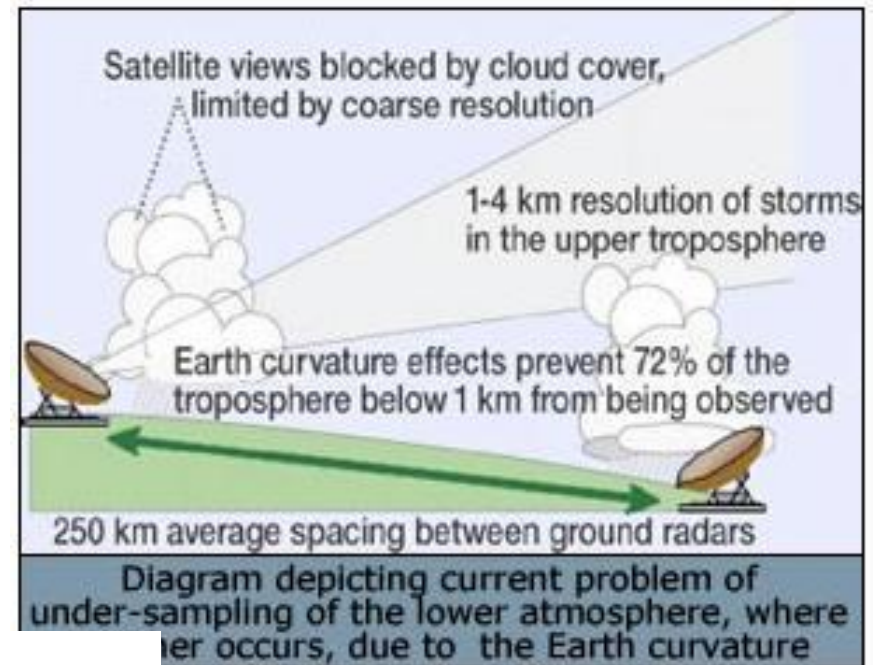 Satellite views blocked by cloud cover,
limited by coarse resolution
1-4 km resolution of storms
in the upper troposphere
Earth curvature effects prevent 72% of the
troposphere below 1 km from being observed
250 km average spacing between ground radars
Diagram depicting current problem of
under-sampling of the lower atmosphere, where
occurs, due to the Earth curvature